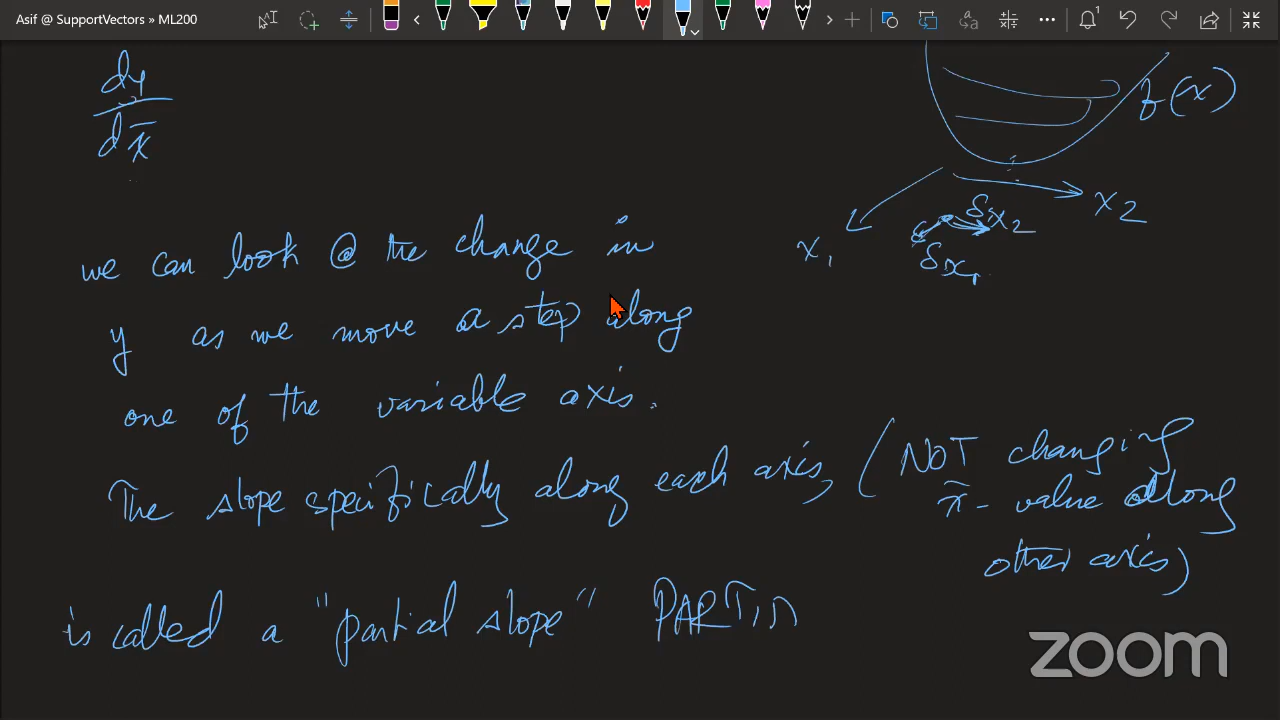 Asif @ SupportVectors » ML200
dy
dx̄
f(x)
x2
x1
δx2
δx1
we can look @ the change in
y as we move a step along
one of the variable axis.
The slope specifically along each axis, (NOT changing
x̄- value along
other axis)
is called a "partial slope" PARTIA
zoom